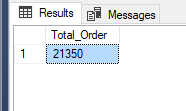 Results Messages
Total_Order
1 21350